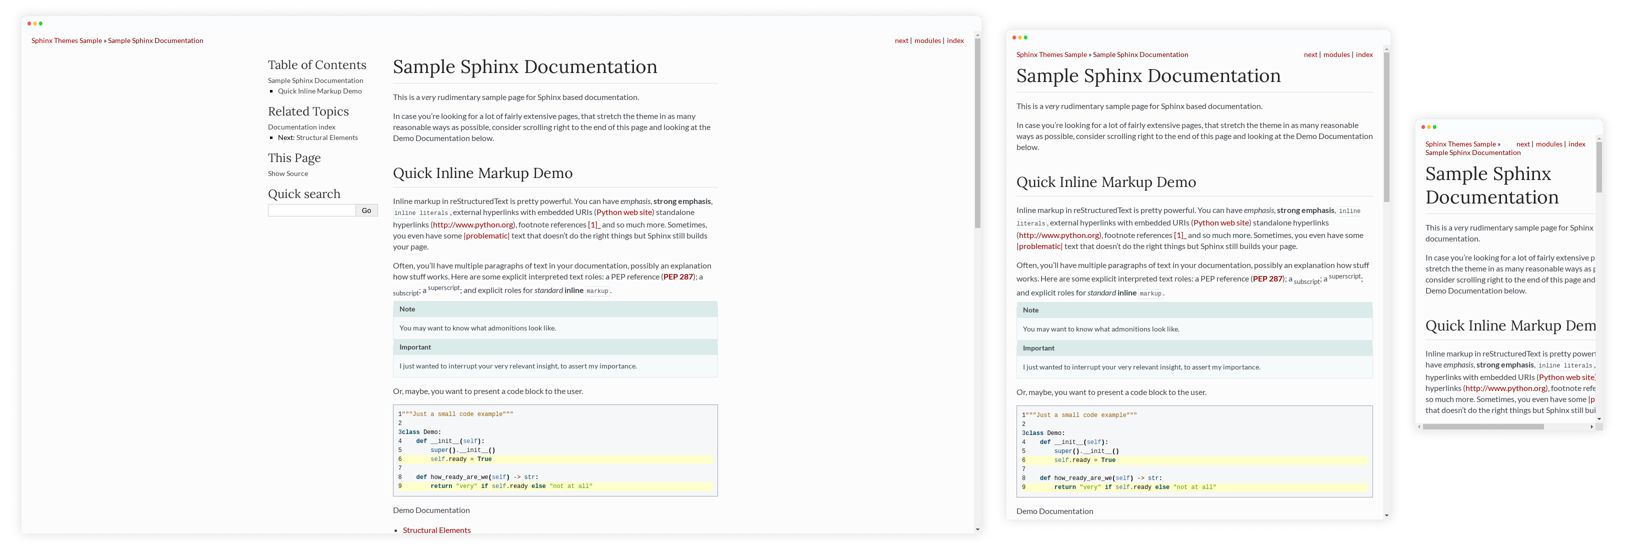 Sphinx Themes Sample » Sample Sphinx Documentation
next | modules | index
Table of Contents
Sample Sphinx Documentation
Quick Inline Markup Demo
Related Topics
Documentation index
Next: Structural Elements
This Page
Show Source
Quick search
Go
Sample Sphinx Documentation
This is a very rudimentary sample page for Sphinx based documentation.
In case you're looking for a lot of fairly extensive pages, that stretch the theme in as many
reasonable ways as possible, consider scrolling right to the end of this page and looking at the
Demo Documentation below.
Quick Inline Markup Demo
Inline markup in reStructuredText is pretty powerful. You can have emphasis, strong emphasis,
inline literals, external hyperlinks with embedded URIs (Python web site) standalone
hyperlinks (http://www.python.org), footnote references [1]_ and so much more. Sometimes,
you even have some |problematic| text that doesn't do the right things but Sphinx still builds
your page.
Often, you'll have multiple paragraphs of text in your documentation, possibly an explanation
how stuff works. Here are some explicit interpreted text roles: a PEP reference (PEP 287); a
subscript; a superscript; and explicit roles for standard inline markup.
Note
You may want to know what admonitions look like.
Important
I just wanted to interrupt your very relevant insight, to assert my importance.
Or, maybe, you want to present a code block to the user.
1"""Just a small code example"""
2
3class Demo:
4    def __init__(self):
5        super().__init__()
6        self.ready = True
7
8    def how_ready_are_we(self) -> str:
9        return "very" if self.ready else "not at all"
Demo Documentation
Structural Elements
Sphinx Themes Sample » Sample Sphinx Documentation
next | modules | index
Sample Sphinx Documentation
This is a very rudimentary sample page for Sphinx based documentation.
In case you're looking for a lot of fairly extensive pages, that stretch the theme in as many reasonable
ways as possible, consider scrolling right to the end of this page and looking at the Demo Documentation
below.
Quick Inline Markup Demo
Inline markup in reStructuredText is pretty powerful. You can have emphasis, strong emphasis, inline
literals, external hyperlinks with embedded URIs (Python web site) standalone hyperlinks
(http://www.python.org), footnote references [1]_ and so much more. Sometimes, you even have some
|problematic| text that doesn't do the right things but Sphinx still builds your page.
Often, you'll have multiple paragraphs of text in your documentation, possibly an explanation how stuff
works. Here are some explicit interpreted text roles: a PEP reference (PEP 287); a subscript; a superscript;
and explicit roles for standard inline markup.
Note
You may want to know what admonitions look like.
Important
I just wanted to interrupt your very relevant insight, to assert my importance.
Or, maybe, you want to present a code block to the user.
1"""Just a small code example"""
2
3class Demo:
4    def __init__(self):
5        super().__init__()
6        self.ready = True
7
8    def how_ready_are_we(self) -> str:
9        return "very" if self.ready else "not at all"
Demo Documentation
Sphinx Themes Sample »
Sample Sphinx Documentation
next | modules | index
Sample Sphinx
Documentation
This is a very rudimentary sample page for Sphinx
documentation.
In case you're looking for a lot of fairly extensive p
stretch the theme in as many reasonable ways as p
consider scrolling right to the end of this page and
Demo Documentation below.
Quick Inline Markup Dem
Inline markup in reStructuredText is pretty power
have emphasis, strong emphasis, inline literals,
hyperlinks with embedded URIs (Python web site
hyperlinks (http://www.python.org), footnote refe
so much more. Sometimes, you even have some |p
that doesn't do the right things but Sphinx still bui